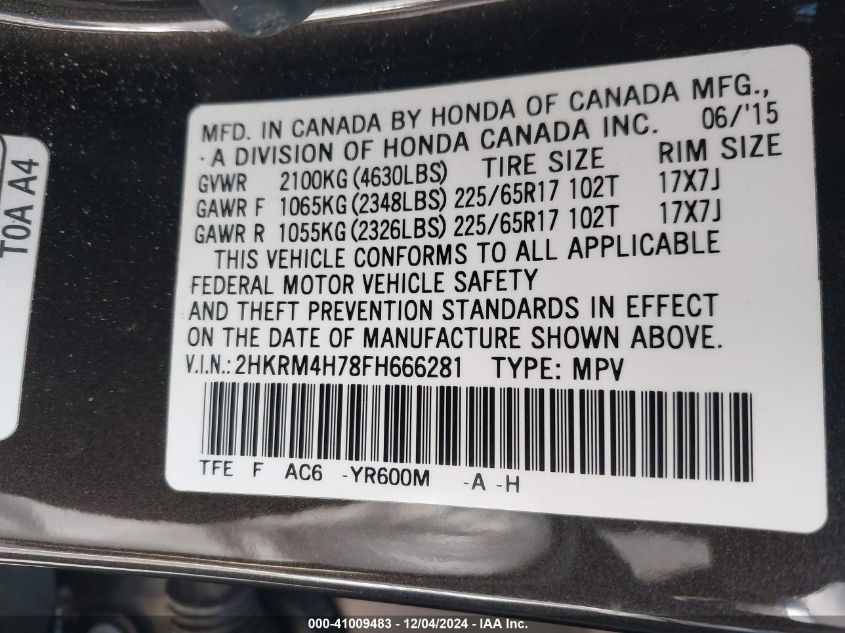 MFD. IN CANADA BY HONDA OF CANADA MFG.,
- A DIVISION OF HONDA CANADA INC. 06/'15
GVWR 2100KG (4630LBS) TIRE SIZE RIM SIZE
GAWR F 1065KG (2348LBS) 225/65R17 102T 17X7J
GAWR R 1055KG (2326LBS) 225/65R17 102T 17X7J
THIS VEHICLE CONFORMS TO ALL APPLICABLE
FEDERAL MOTOR VEHICLE SAFETY
AND THEFT PREVENTION STANDARDS IN EFFECT
ON THE DATE OF MANUFACTURE SHOWN ABOVE.
V.I.N.: 2HKRM4H78FH666281 TYPE: MPV
TFE F AC6 -YR600M -A -H
T0A A4
000-41009483 - 12/04/2024 - IAA Inc.